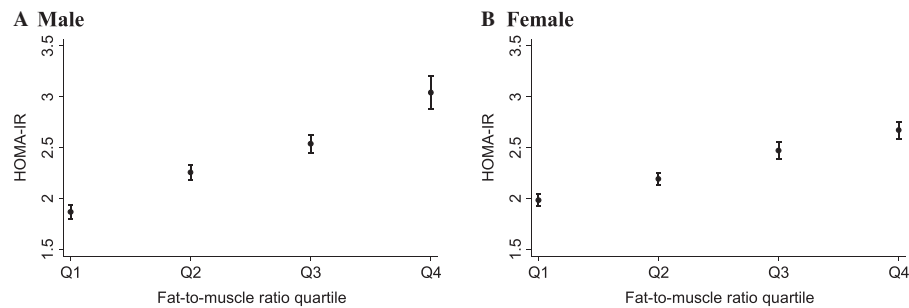 A Male
3.5
3
2.5
2
1.5
HOMA-IR
Q1 Q2 Q3 Q4
Fat-to-muscle ratio quartile
B Female
3.5
3
2.5
2
1.5
HOMA-IR
Q1 Q2 Q3 Q4
Fat-to-muscle ratio quartile